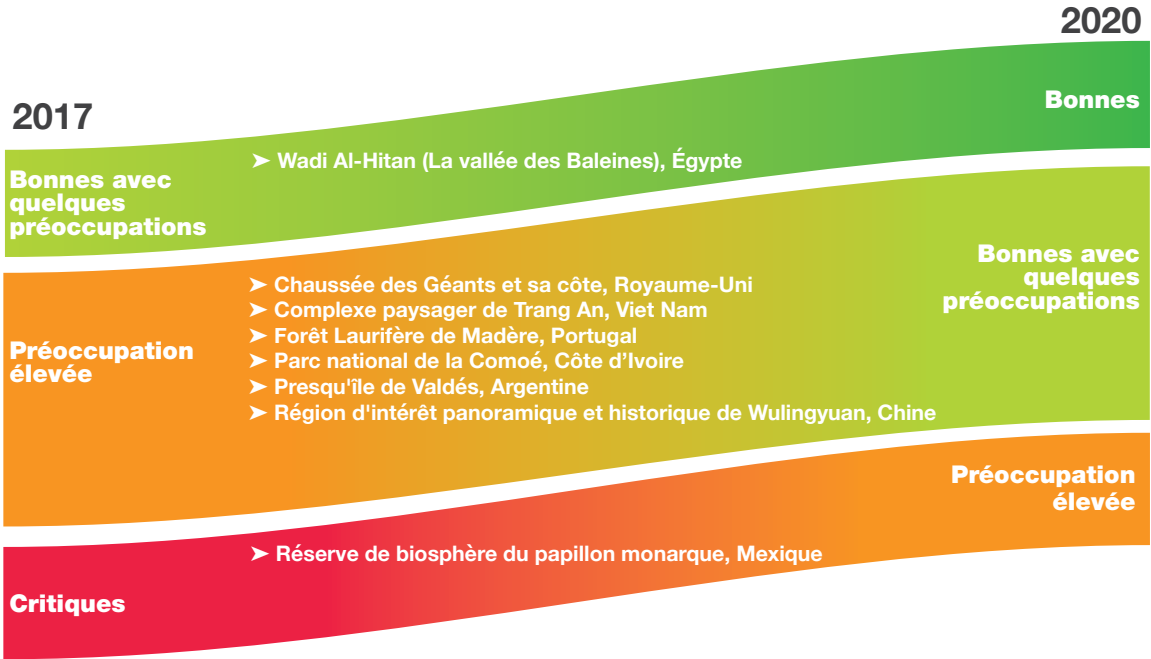 2020
2017
Bonnes
➤ Wadi Al-Hitan (La vallée des Baleines), Égypte
Bonnes avec
quelques
préoccupations
Bonnes avec
quelques
préoccupations
➤ Chaussée des Géants et sa côte, Royaume-Uni
➤ Complexe paysager de Trang An, Viet Nam
➤ Forêt Laurifère de Madère, Portugal
➤ Parc national de la Comoé, Côte d’Ivoire
➤ Presqu'île de Valdés, Argentine
➤ Région d'intérêt panoramique et historique de Wulingyuan, Chine
Préoccupation
élevée
Préoccupation
élevée
➤ Réserve de biosphère du papillon monarque, Mexique
Critiques